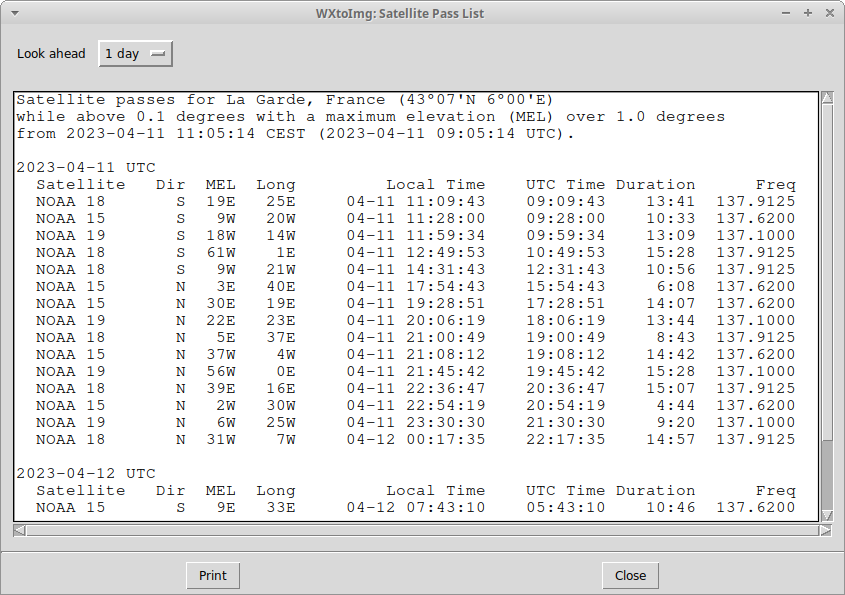 WXtoImg: Satellite Pass List
Look ahead 1 day
Satellite passes for La Garde, France (43°07'N 6°00'E)
while above 0.1 degrees with a maximum elevation (MEL) over 1.0 degrees
from 2023-04-11 11:05:14 CEST (2023-04-11 09:05:14 UTC).
2023-04-11 UTC
Satellite Dir MEL Long Local Time UTC Time Duration Freq
NOAA 18 S 19E 25E 04-11 11:09:43 09:09:43 13:41 137.9125
NOAA 15 S 9W 20W 04-11 11:28:00 09:28:00 10:33 137.6200
NOAA 19 S 18W 14W 04-11 11:59:34 09:59:34 13:09 137.1000
NOAA 18 S 61W 1E 04-11 12:49:53 10:49:53 15:28 137.9125
NOAA 18 S 9W 21W 04-11 14:31:43 12:31:43 10:56 137.9125
NOAA 15 N 3E 40E 04-11 17:54:43 15:54:43 6:08 137.6200
NOAA 15 N 30E 19E 04-11 19:28:51 17:28:51 14:07 137.6200
NOAA 19 N 22E 23E 04-11 20:06:19 18:06:19 13:44 137.1000
NOAA 18 N 5E 37E 04-11 21:00:49 19:00:49 8:43 137.9125
NOAA 15 N 37W 4W 04-11 21:08:12 19:08:12 14:42 137.6200
NOAA 19 N 56W 0E 04-11 21:45:42 19:45:42 15:28 137.1000
NOAA 18 N 39E 16E 04-11 22:36:47 20:36:47 15:07 137.9125
NOAA 15 N 2W 30W 04-11 22:54:19 20:54:19 4:44 137.6200
NOAA 19 N 6W 25W 04-11 23:30:30 21:30:30 9:20 137.1000
NOAA 18 N 31W 7W 04-12 00:17:35 22:17:35 14:57 137.9125
2023-04-12 UTC
Satellite Dir MEL Long Local Time UTC Time Duration Freq
NOAA 15 S 9E 33E 04-12 07:43:10 05:43:10 10:46 137.6200
Print Close